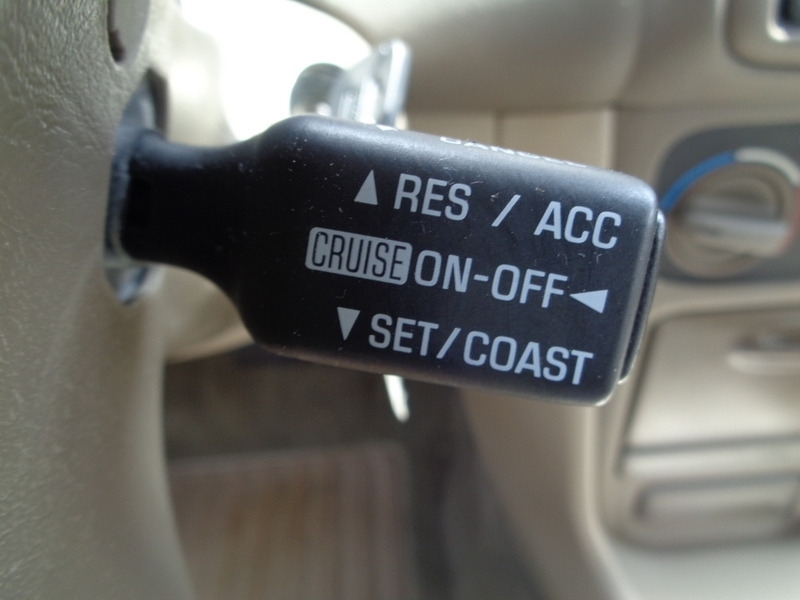 ▲ RES / ACC
CRUISE ON-OFF ◄
▼ SET/COAST